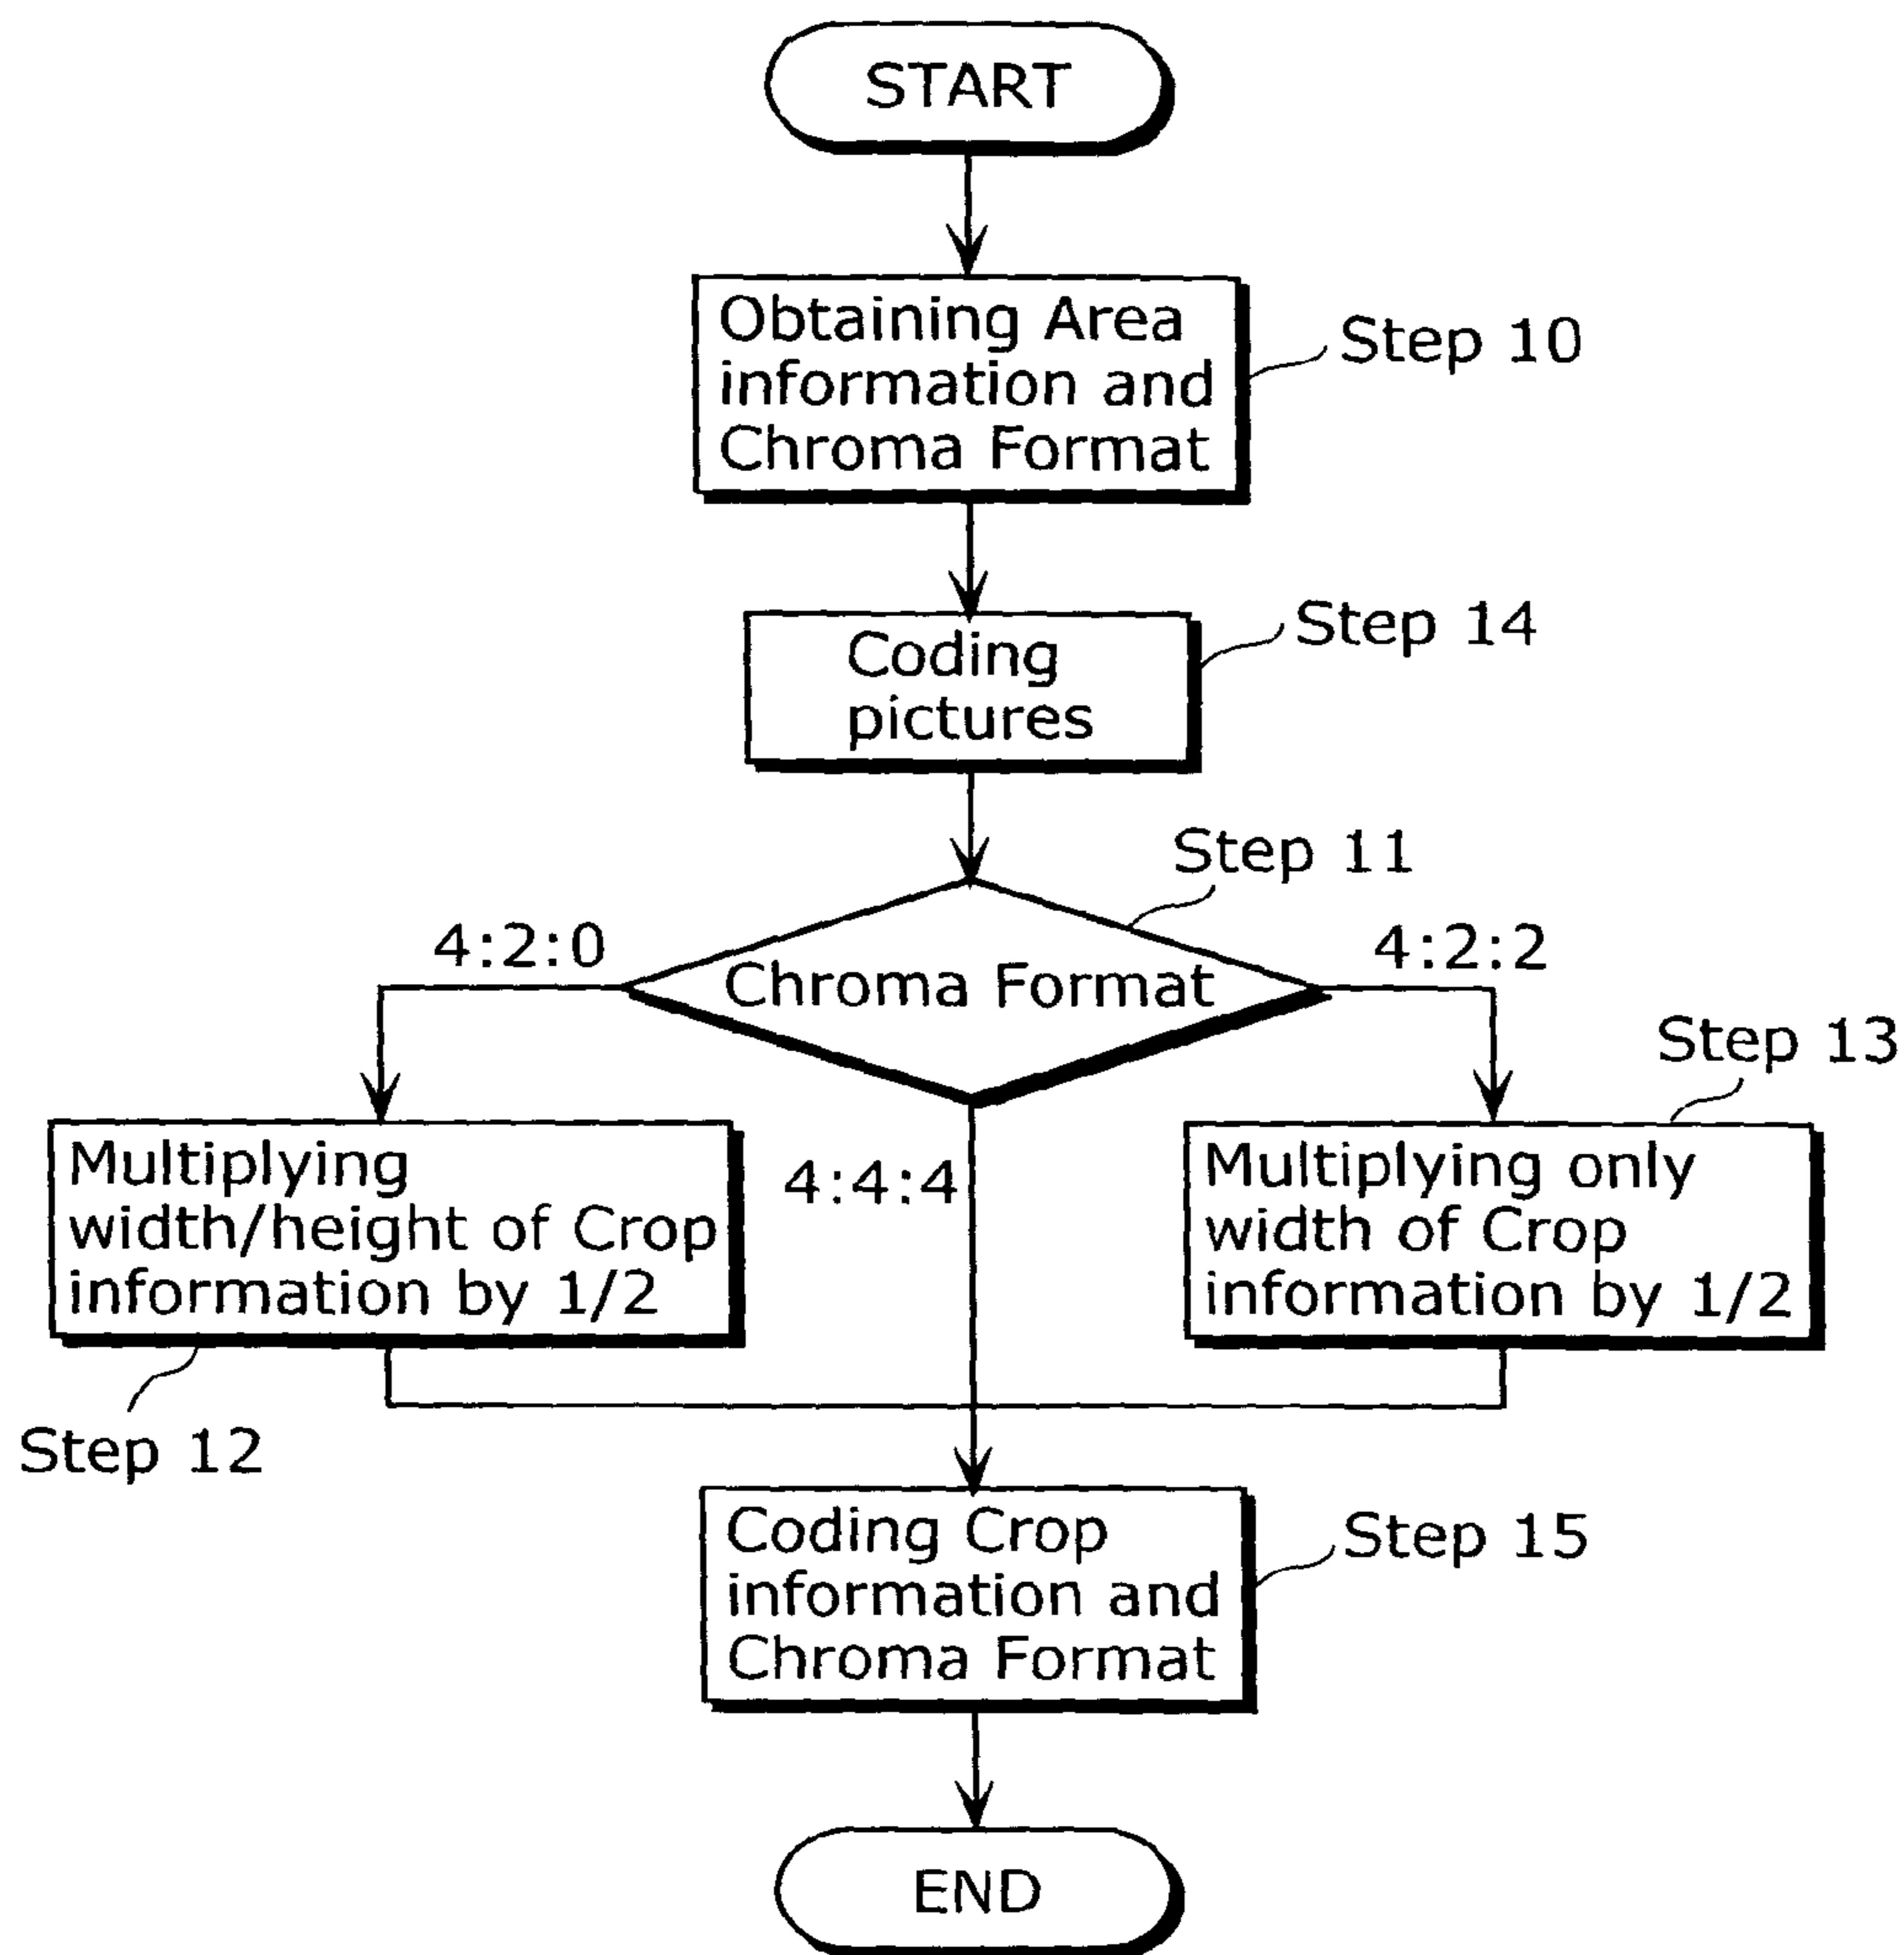 START
Obtaining Area
information and
Chroma Format
Step 10
Coding
pictures
Step 14
Step 11
4:2:0
Chroma Format
4:2:2
Step 13
Multiplying
width/height of Crop
information by 1/2
4:4:4
Multiplying only
width of Crop
information by 1/2
Step 12
Coding Crop
information and
Chroma Format
Step 15
END